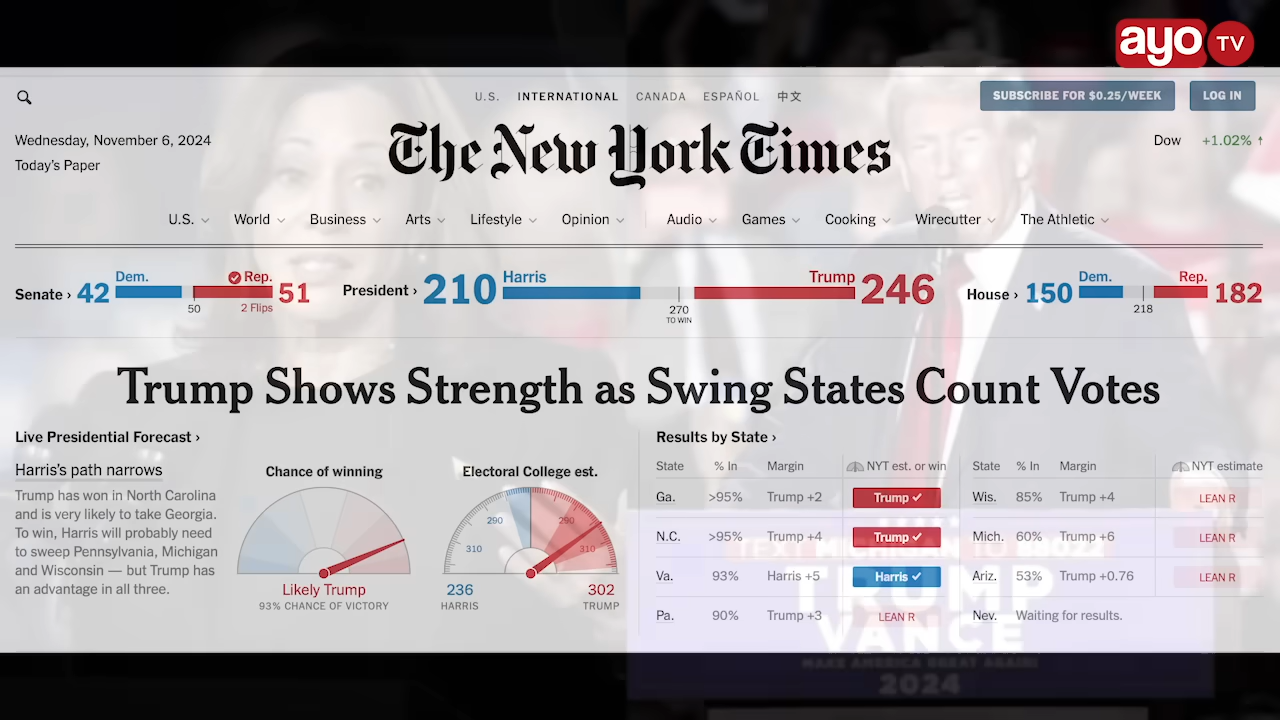 ayo TV
U.S. INTERNATIONAL CANADA ESPAÑOL 中文
SUBSCRIBE FOR $0.25/WEEK LOG IN
Wednesday, November 6, 2024
Today's Paper
The New York Times
Dow +1.02% ↑
U.S. World Business Arts Lifestyle Opinion Audio Games Cooking Wirecutter The Athletic
Senate › 42 Dem. 50 Rep. 51 2 Flips
President › 210 Harris 270 TO WIN Trump 246
House › 150 Dem. 218 Rep. 182
Trump Shows Strength as Swing States Count Votes
Live Presidential Forecast ›
Harris's path narrows
Trump has won in North Carolina
and is very likely to take Georgia.
To win, Harris will probably need
to sweep Pennsylvania, Michigan
and Wisconsin — but Trump has
an advantage in all three.
Chance of winning
Likely Trump
93% CHANCE OF VICTORY
Electoral College est.
290 290
310 310
236 302
HARRIS TRUMP
Results by State ›
State % In Margin NYT est. or win
Ga. >95% Trump +2 Trump ✓
N.C. >95% Trump +4 Trump ✓
Va. 93% Harris +5 Harris ✓
Pa. 90% Trump +3 LEAN R
State % In Margin NYT estimate
Wis. 85% Trump +4 LEAN R
Mich. 60% Trump +6 LEAN R
Ariz. 53% Trump +0.76 LEAN R
Nev. Waiting for results.
TRUMP
VANCE
MAKE AMERICA GREAT AGAIN!
2024